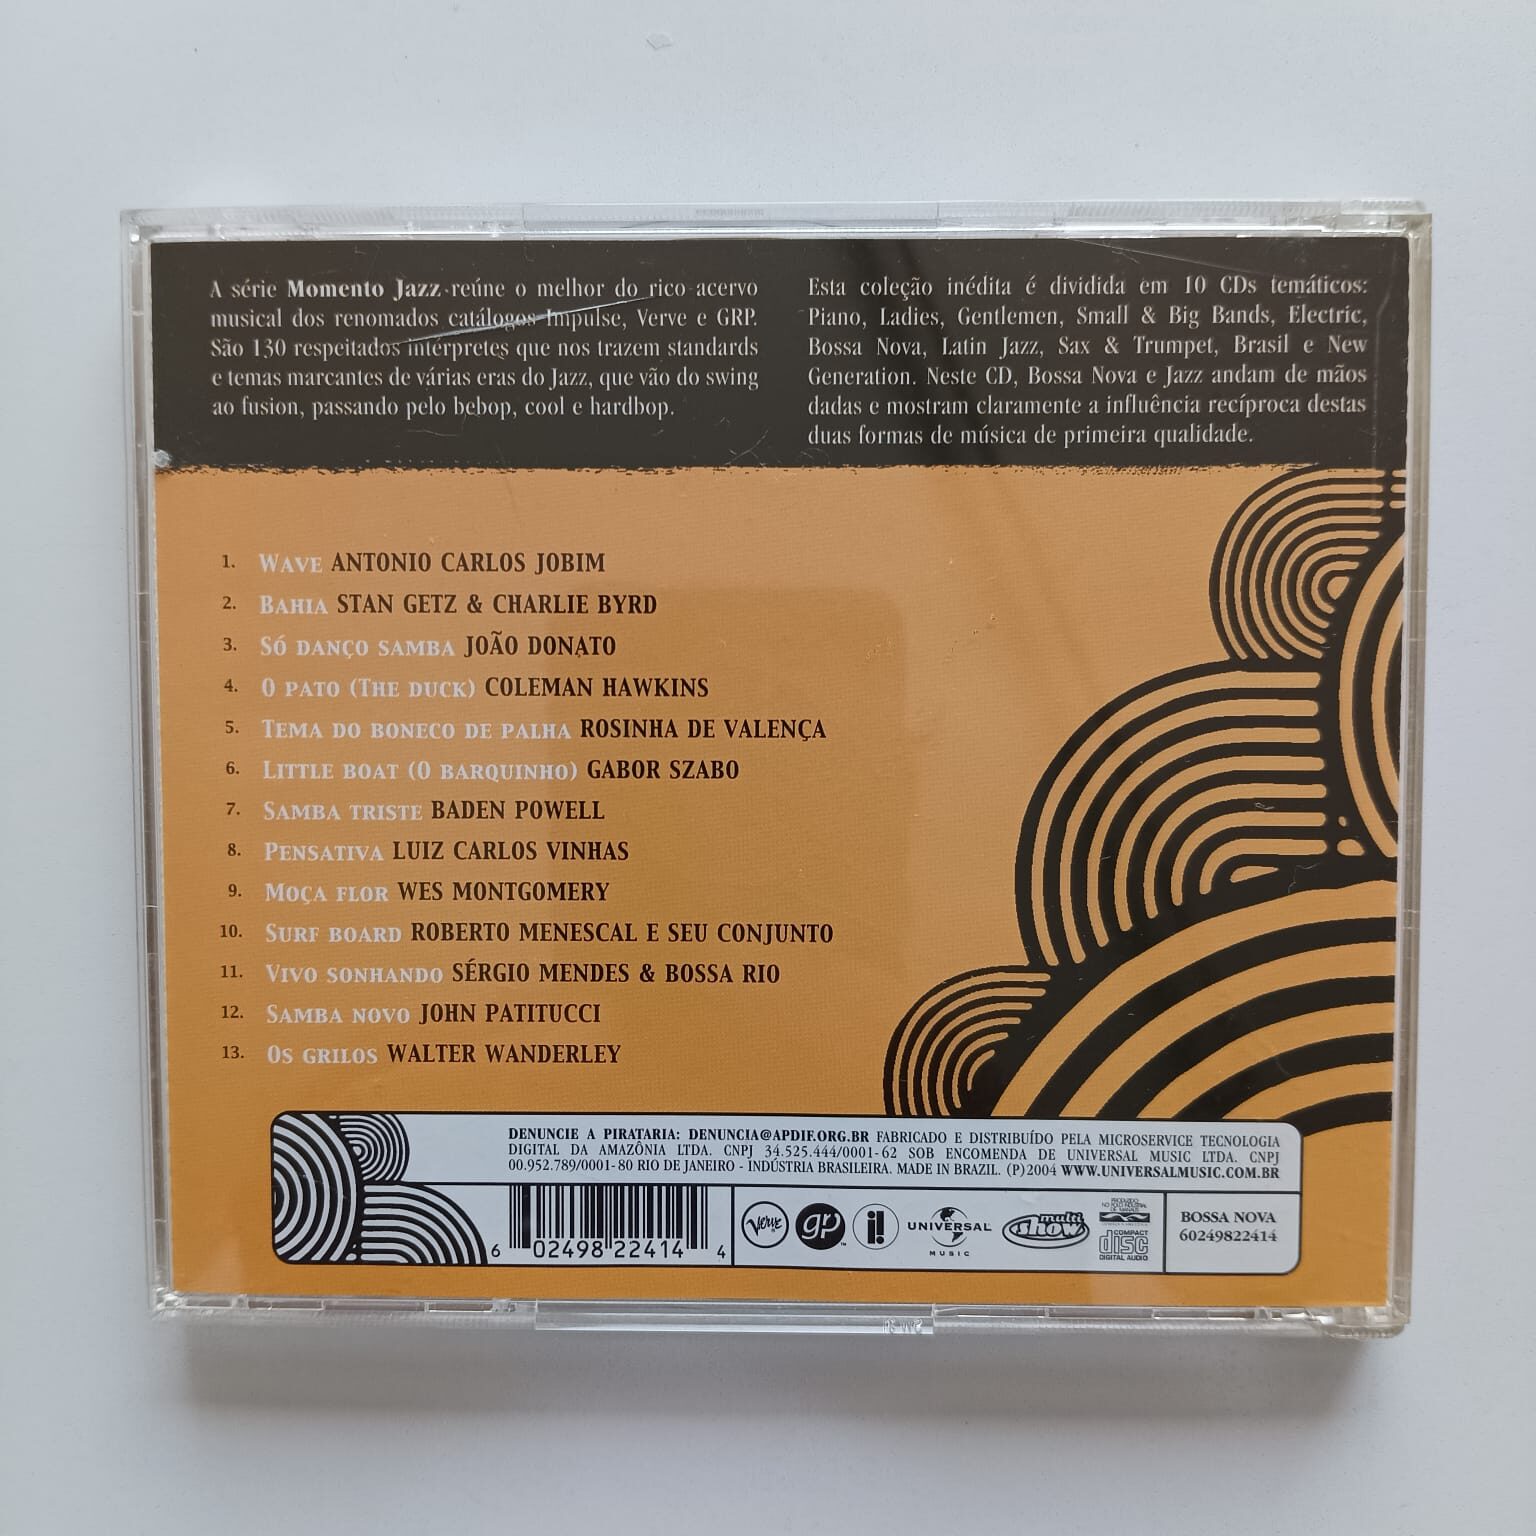 A série Momento Jazz reúne o melhor do rico acervo
musical dos renomados catálogos Impulse, Verve e GRP.
São 130 respeitados intérpretes que nos trazem standards
e temas marcantes de várias eras do Jazz, que vão do swing
ao fusion, passando pelo bebop, cool e hardbop.
Esta coleção inédita é dividida em 10 CDs temáticos:
Piano, Ladies, Gentlemen, Small & Big Bands, Electric,
Bossa Nova, Latin Jazz, Sax & Trumpet, Brasil e New
Generation. Neste CD, Bossa Nova e Jazz andam de mãos
dadas e mostram claramente a influência recíproca destas
duas formas de música de primeira qualidade.
1. WAVE ANTONIO CARLOS JOBIM
2. BAHIA STAN GETZ & CHARLIE BYRD
3. SÓ DANÇO SAMBA JOÃO DONATO
4. O PATO (THE DUCK) COLEMAN HAWKINS
5. TEMA DO BONECO DE PALHA ROSINHA DE VALENÇA
6. LITTLE BOAT (O BARQUINHO) GABOR SZABO
7. SAMBA TRISTE BADEN POWELL
8. PENSATIVA LUIZ CARLOS VINHAS
9. MOÇA FLOR WES MONTGOMERY
10. SURF BOARD ROBERTO MENESCAL E SEU CONJUNTO
11. VIVO SONHANDO SÉRGIO MENDES & BOSSA RIO
12. SAMBA NOVO JOHN PATITUCCI
13. OS GRILOS WALTER WANDERLEY
DENUNCIE A PIRATARIA: DENUNCIA@APDIF.ORG.BR FABRICADO E DISTRIBUÍDO PELA MICROSERVICE TECNOLOGIA
DIGITAL DA AMAZÔNIA LTDA. CNPJ 34.525.444/0001-62 SOB ENCOMENDA DE UNIVERSAL MUSIC LTDA. CNPJ
00.952.789/0001-80 RIO DE JANEIRO - INDÚSTRIA BRASILEIRA. MADE IN BRAZIL. (P)2004 WWW.UNIVERSALMUSIC.COM.BR
6 02498 22414 4
Verve
grp
i!
UNIVERSAL
MUSIC
multi
show
PRODUZIDO
NO POLO INDUSTRIAL
DE MANAUS
COMPACT
disc
DIGITAL AUDIO
BOSSA NOVA
60249822414